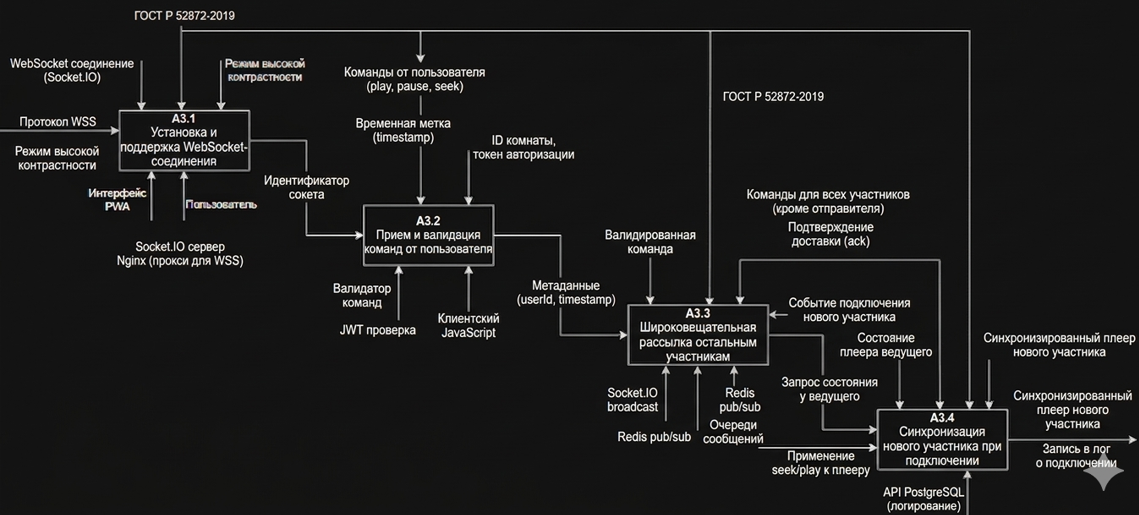 ГОСТ Р 52872-2019
WebSocket соединение
(Socket.IO)
Режим высокой
контрастности
Команды от пользователя
(play, pause, seek)
ГОСТ Р 52872-2019
Протокол WSS
Режим высокой
контрастности
A3.1
Установка и
поддержка WebSocket-
соединения
Временная метка
(timestamp)
ID комнаты,
токен авторизации
Интерфейс
PWA
Пользователь
Идентификатор
сокета
Socket.IO сервер
Nginx (прокси для WSS)
A3.2
Прием и валидация
команд от пользователя
Команды для всех участников
(кроме отправителя)
Подтверждение
доставки (ack)
Валидированная
команда
Валидатор
команд
JWT проверка
Клиентский
JavaScript
Метаданные
(userId, timestamp)
A3.3
Широковещательная
рассылка остальным
участникам
Событие подключения
нового участника
Состояние
плеера ведущего
Синхронизированный плеер
нового участника
Socket.IO
broadcast
Redis pub/sub
Redis
pub/sub
Очереди
сообщений
Запрос состояния
у ведущего
Применение
seek/play к плееру
A3.4
Синхронизация
нового участника при
подключении
Синхронизированный
плеер нового
участника
Запись в лог
о подключении
API PostgreSQL
(логирование)